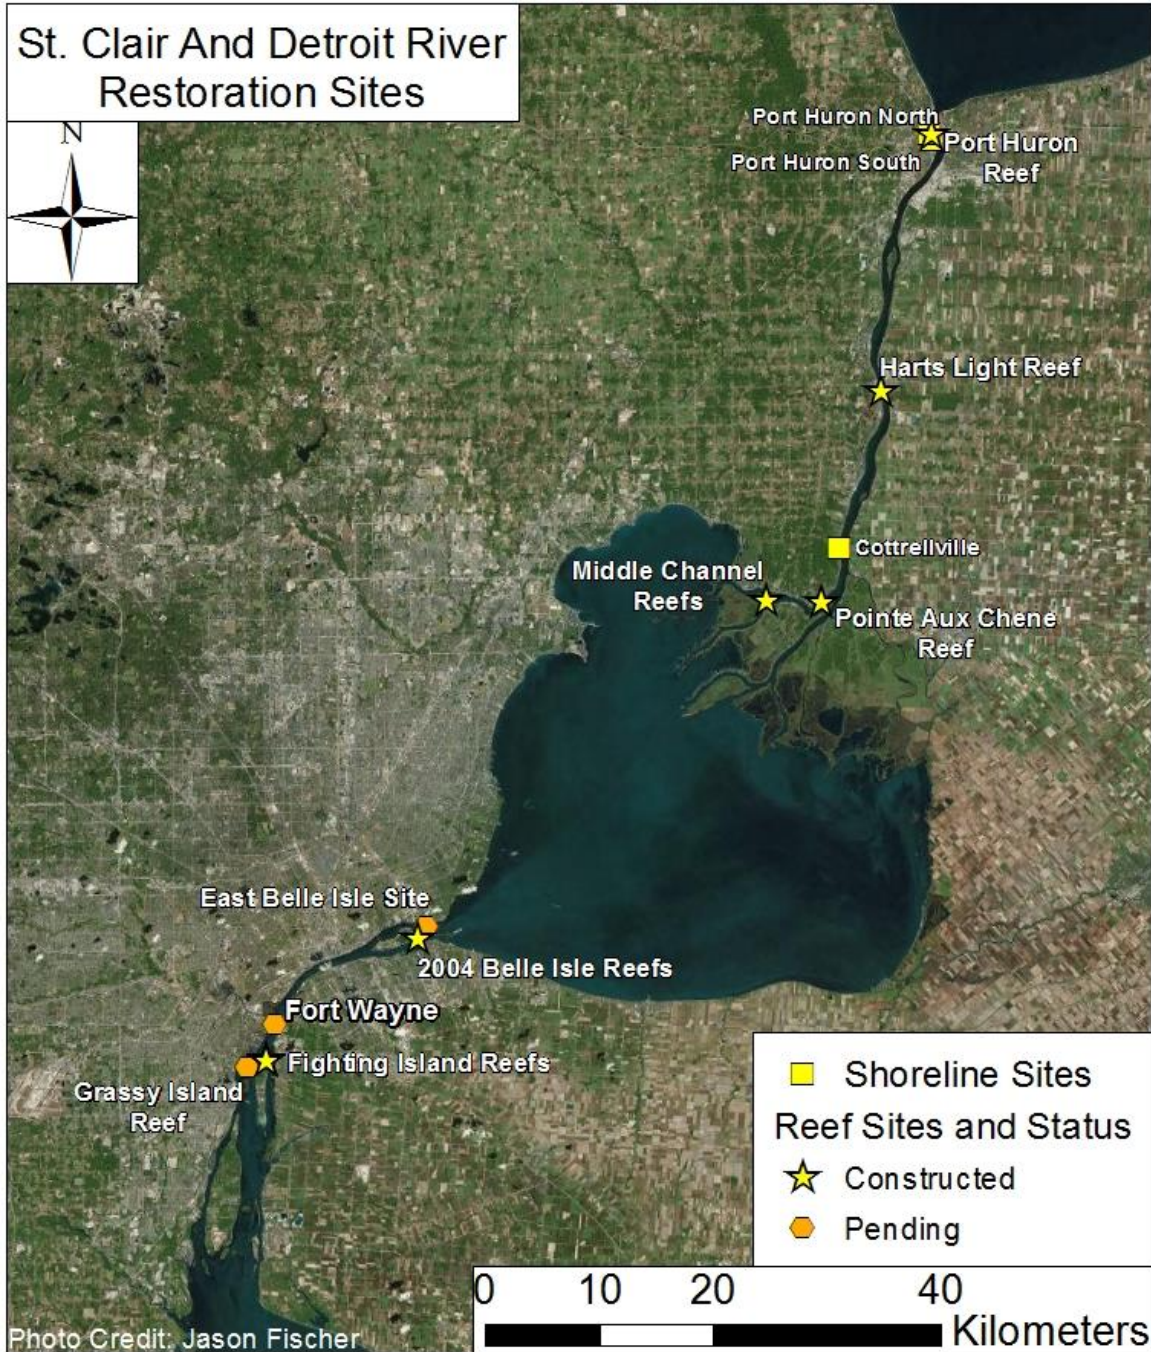 St. Clair And Detroit River
Restoration Sites
N
Port Huron North
Port Huron South
Port Huron
Reef
Harts Light Reef
Cottrellville
Middle Channel
Reefs
Pointe Aux Chene
Reef
East Belle Isle Site
2004 Belle Isle Reefs
Fort Wayne
Fighting Island Reefs
Grassy Island
Reef
Shoreline Sites
Reef Sites and Status
Constructed
Pending
0 10 20 40
Kilometers
Photo Credit: Jason Fischer